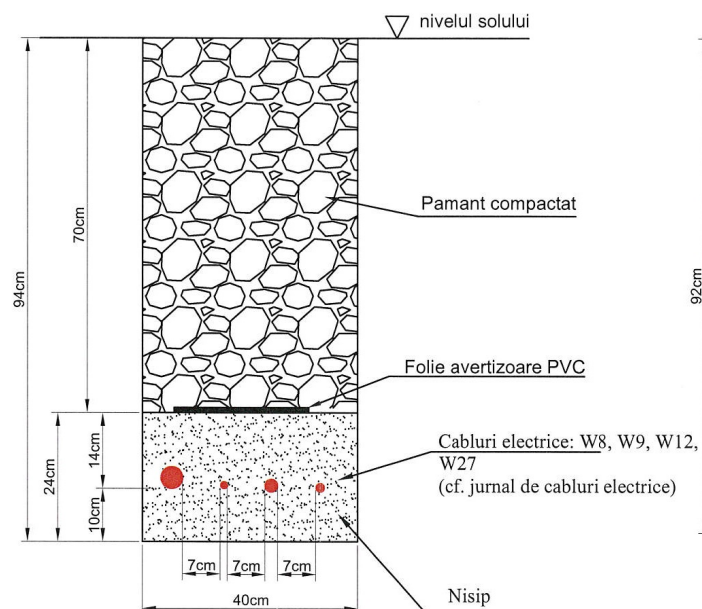 nivelul solului
70cm
94cm
Pamant compactat
92cm
Folie avertizoare PVC
Cabluri electrice: W8, W9, W12,
W27
(cf. jurnal de cabluri electrice)
14cm
24cm
10cm
7cm 7cm 7cm
Nisip
40cm